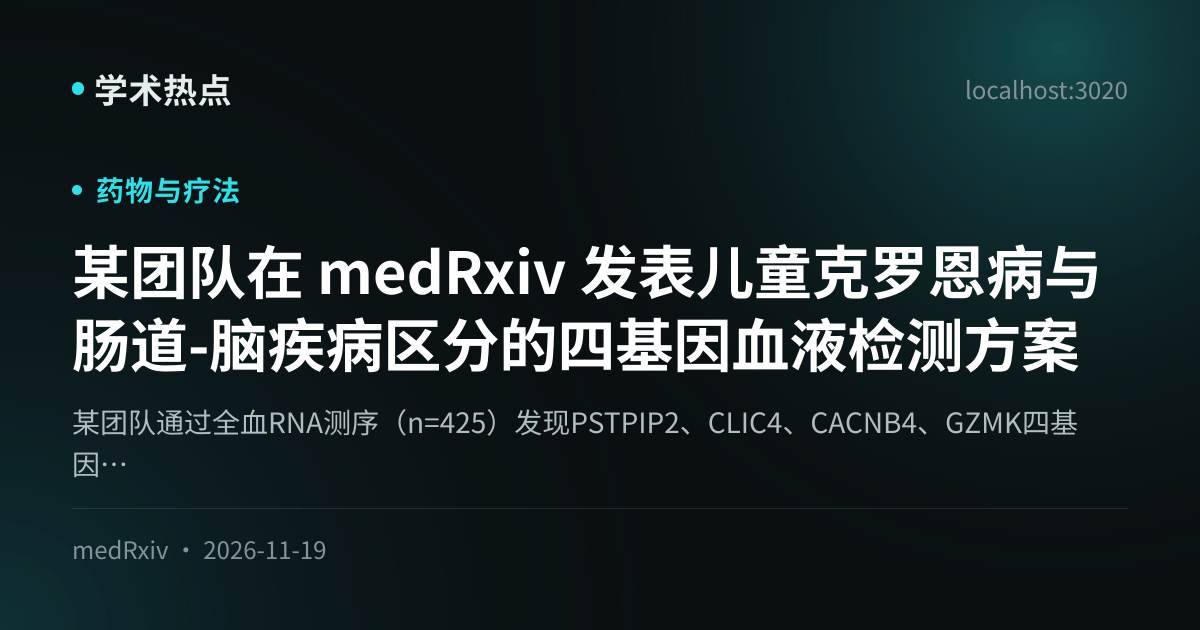 学术热点
localhost:3020
药物与疗法
某团队在 medRxiv 发表儿童克罗恩病与
肠道-脑疾病区分的四基因血液检测方案
某团队通过全血RNA测序（n=425）发现PSTPIP2、CLIC4、CACNB4、GZMK四基
因…
medRxiv · 2026-11-19